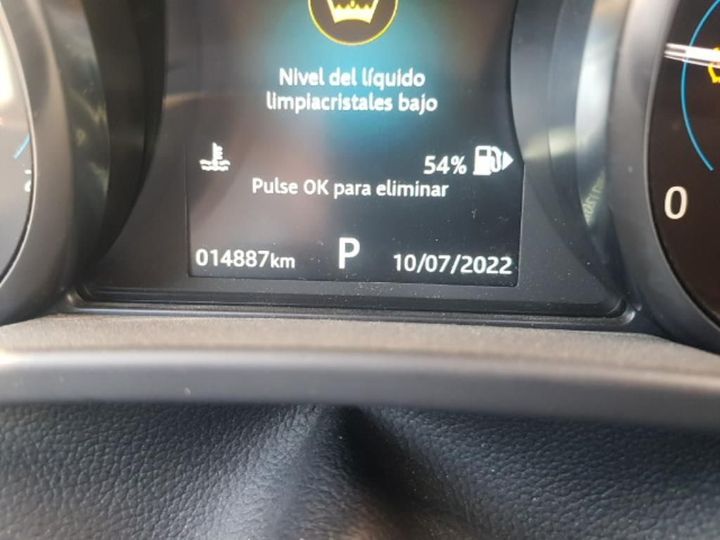 Nivel del líquido
limpiacristales bajo
54%
Pulse OK para eliminar
014887km P 10/07/2022
0